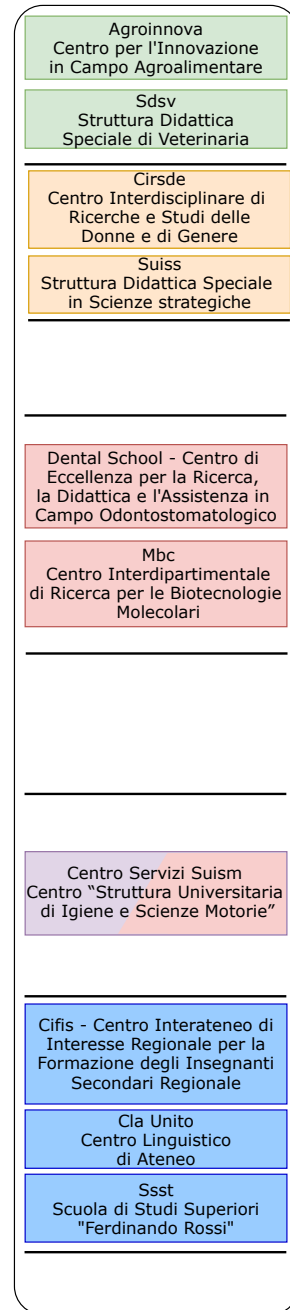 Agroinnova
Centro per l'Innovazione
in Campo Agroalimentare
Sdsv
Struttura Didattica
Speciale di Veterinaria
Cirsde
Centro Interdisciplinare di
Ricerche e Studi delle
Donne e di Genere
Suiss
Struttura Didattica Speciale
in Scienze strategiche
Dental School - Centro di
Eccellenza per la Ricerca,
la Didattica e l'Assistenza in
Campo Odontostomatologico
Mbc
Centro Interdipartimentale
di Ricerca per le Biotecnologie
Molecolari
Centro Servizi Suism
Centro “Struttura Universitaria
di Igiene e Scienze Motorie”
Cifis - Centro Interateneo di
Interesse Regionale per la
Formazione degli Insegnanti
Secondari Regionale
Cla Unito
Centro Linguistico
di Ateneo
Ssst
Scuola di Studi Superiori
"Ferdinando Rossi"